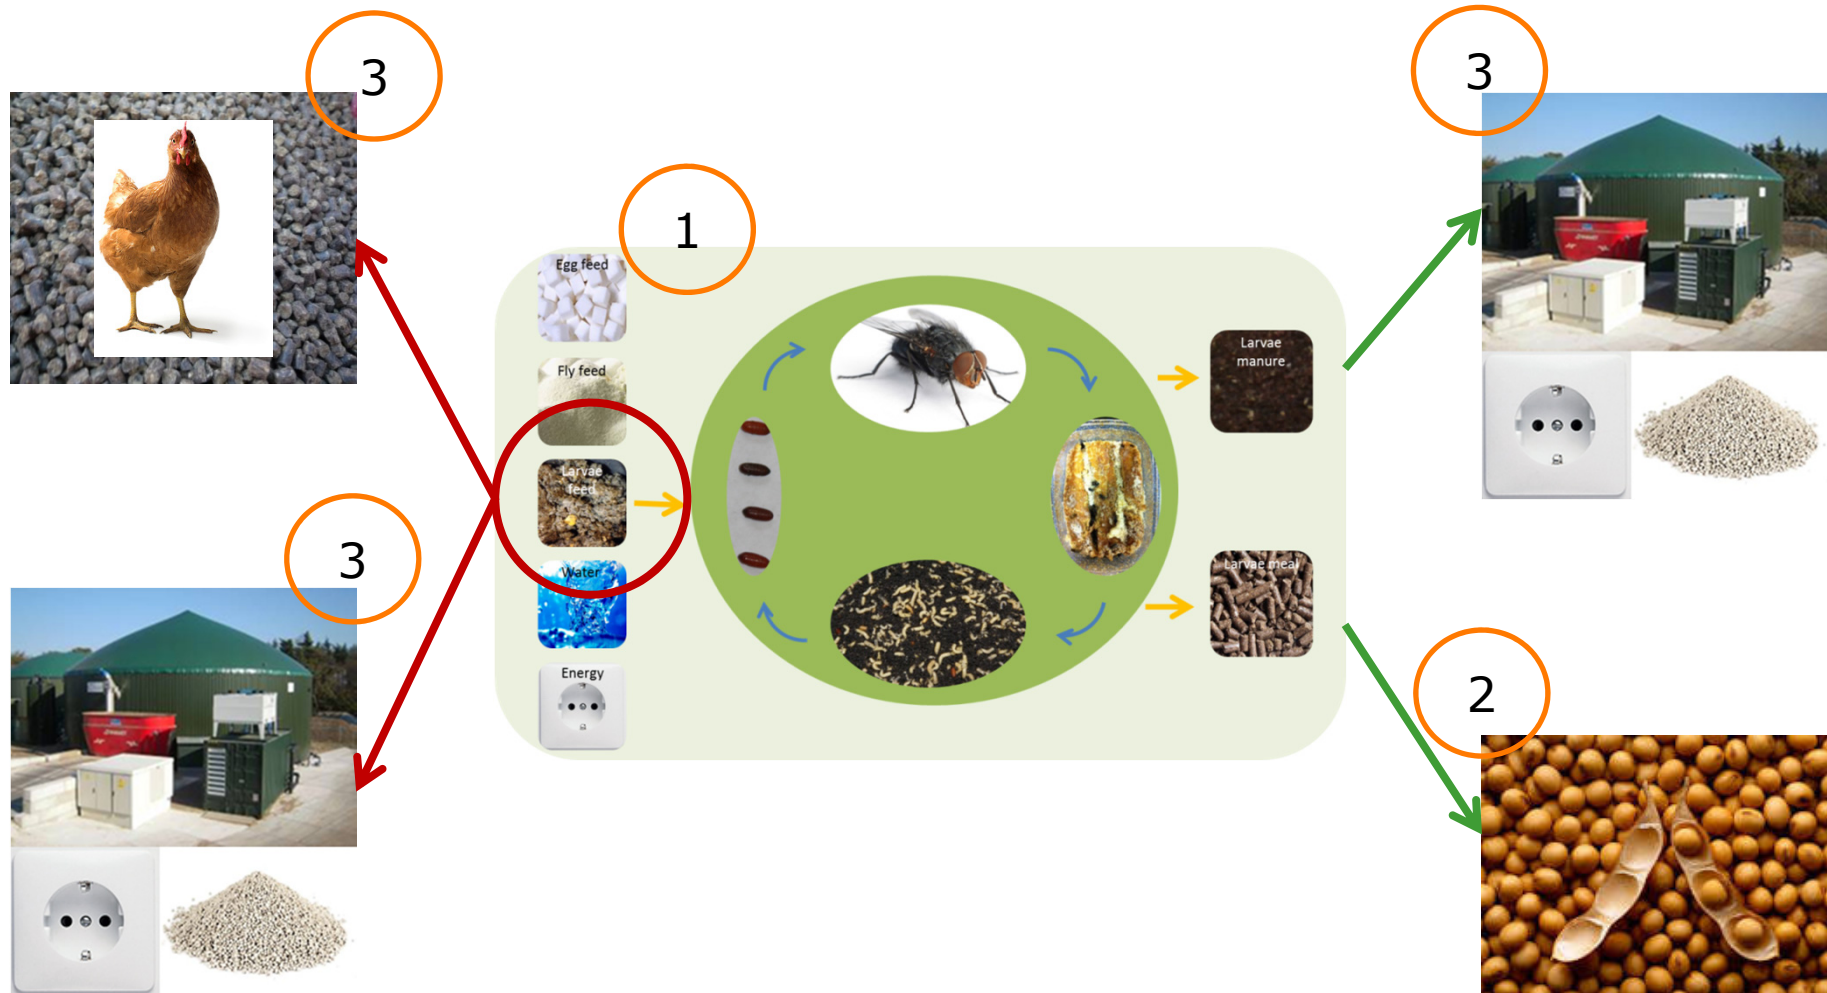 3
3
1
Egg feed
Fly feed
Larvae
feed
Water
Energy
Larvae
manure
Larvae meal
3
2